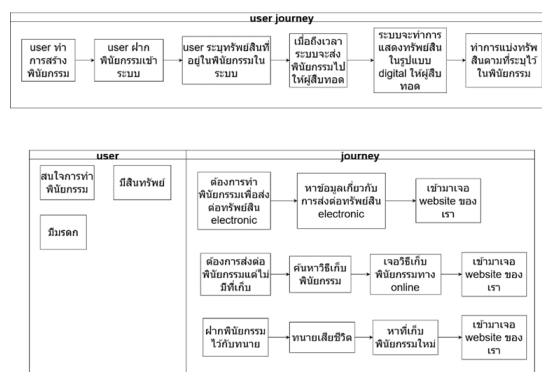 user journey
user ทำ
การสร้าง
พินัยกรรม
user ฝาก
พินัยกรรมเข้า
ระบบ
user ระบุทรัพย์สินที่
อยู่ในพินัยกรรมใน
ระบบ
เมื่อถึงเวลา
ระบบจะส่ง
พินัยกรรมไป
ให้ผู้สืบทอด
ระบบจะทำการ
แสดงทรัพย์สิน
ในรูปแบบ
digital ให้ผู้สืบ
ทอด
ทำการแบ่งทรัพ
สินตามที่ระบุไว้
ในพินัยกรรม
user
journey
สนใจการทำ
พินัยกรรม
มีสินทรัพย์
มีมรดก
ต้องการทำ
พินัยกรรมเพื่อส่ง
ต่อทรัพย์สิน
electronic
หาข้อมูลเกี่ยวกับ
การส่งต่อทรัพย์สิน
electronic
เข้ามาเจอ
website ของ
เรา
ต้องการส่งต่อ
พินัยกรรมแต่ไม่
มีที่เก็บ
ค้นหาวิธีเก็บ
พินัยกรรม
เจอวิธีเก็บ
พินัยกรรมทาง
online
เข้ามาเจอ
website ของ
เรา
ฝากพินัยกรรม
ไว้กับทนาย
ทนายเสียชีวิต
หาที่เก็บ
พินัยกรรมใหม่
เข้ามาเจอ
website ของ
เรา